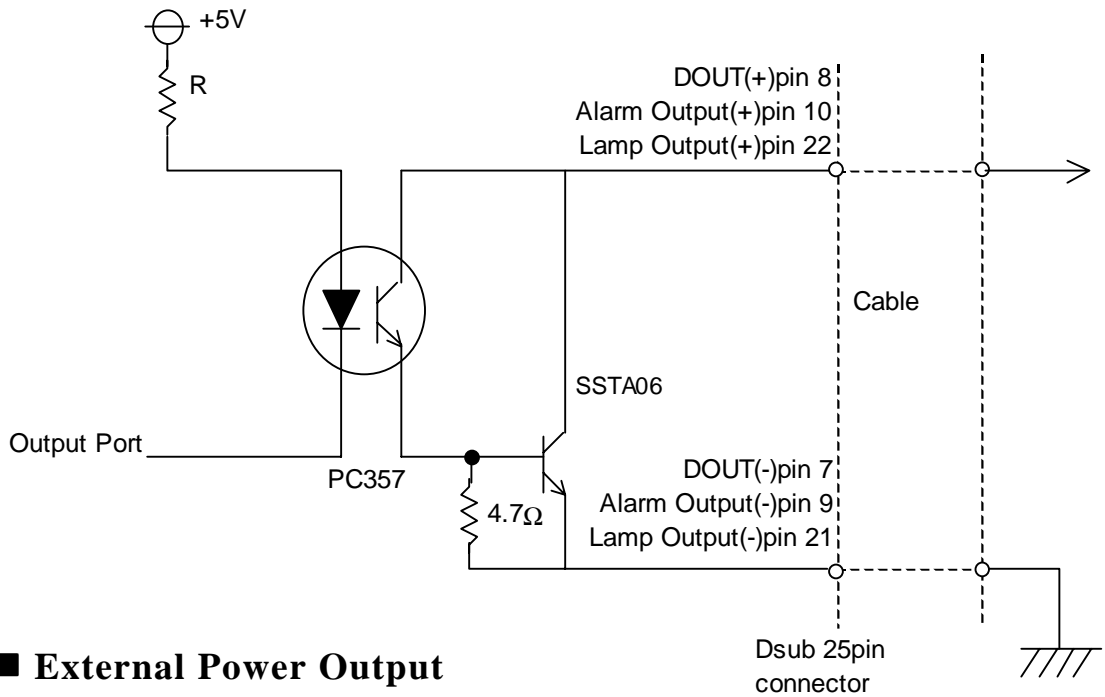 +5V
R
DOUT(+)pin 8
Alarm Output(+)pin 10
Lamp Output(+)pin 22
Cable
SSTA06
Output Port
PC357
DOUT(-)pin 7
Alarm Output(-)pin 9
Lamp Output(-)pin 21
4.7Ω
■ External Power Output
Dsub 25pin
connector